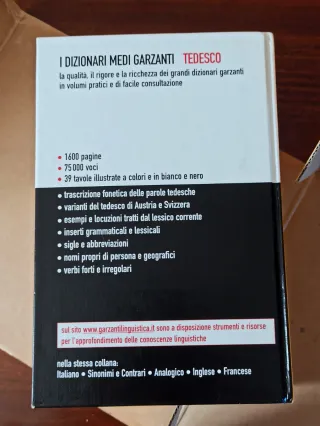 I DIZIONARI MEDI GARZANTI TEDESCO
la qualità, il rigore e la ricchezza dei grandi dizionari garzanti
in volumi pratici e di facile consultazione
• 1600 pagine
• 75000 voci
• 39 tavole illustrate a colori e in bianco e nero
• trascrizione fonetica delle parole tedesche
• varianti del tedesco di Austria e Svizzera
• esempi e locuzioni tratti dal lessico corrente
• inserti grammaticali e lessicali
• sigle e abbreviazioni
• nomi propri di persona e geografici
• verbi forti e irregolari
sul sito www.garzantilinguistica.it sono a disposizione strumenti e risorse
per l'approfondimento delle conoscenze linguistiche
nella stessa collana:
Italiano • Sinonimi e Contrari • Analogico • Inglese • Francese